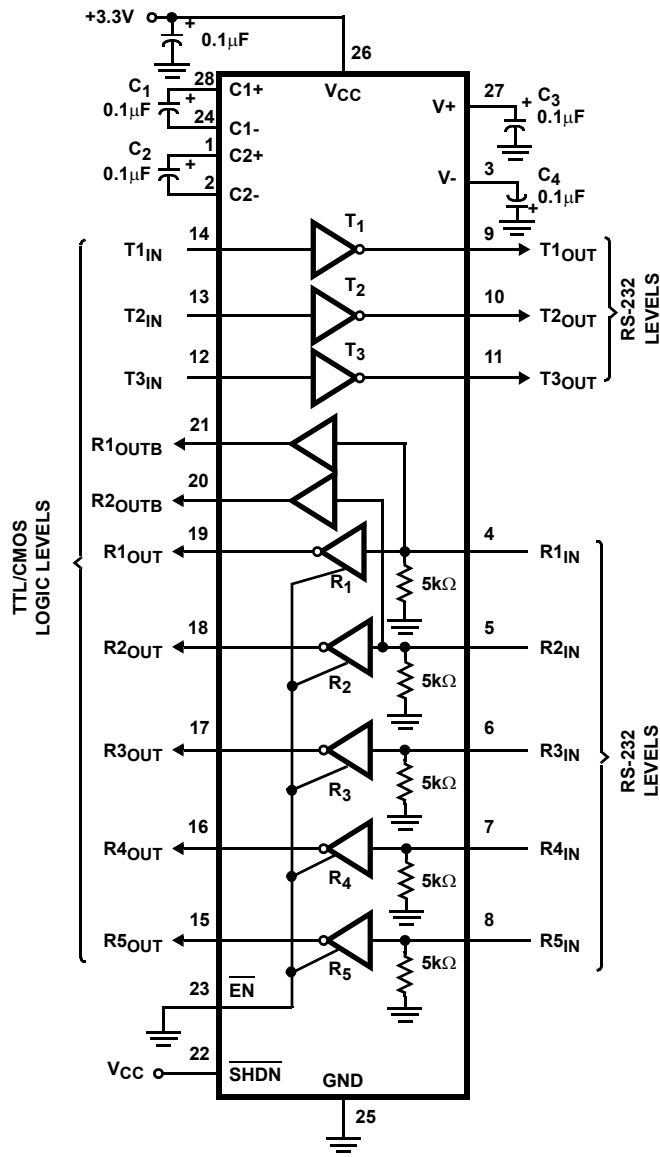 +3.3V
+
0.1μF
26
28
C1+
VCC
C1
0.1μF
+
24
C1-
27
V+
+
C3
0.1μF
1
C2+
C2
0.1μF
+
2
C2-
3
V-
C4
0.1μF
+
14
T1
9
T1IN
T1OUT
13
T2
10
T2IN
T2OUT
12
T3
11
T3IN
T3OUT
RS-232
LEVELS
21
R1OUTB
20
R2OUTB
19
4
R1OUT
R1IN
R1
5kΩ
18
5
R2OUT
R2IN
R2
5kΩ
17
6
R3OUT
R3IN
R3
5kΩ
16
7
R4OUT
R4IN
R4
5kΩ
15
8
R5OUT
R5IN
R5
5kΩ
TTL/CMOS
LOGIC LEVELS
RS-232
LEVELS
23
EN
22
VCC
SHDN
GND
25